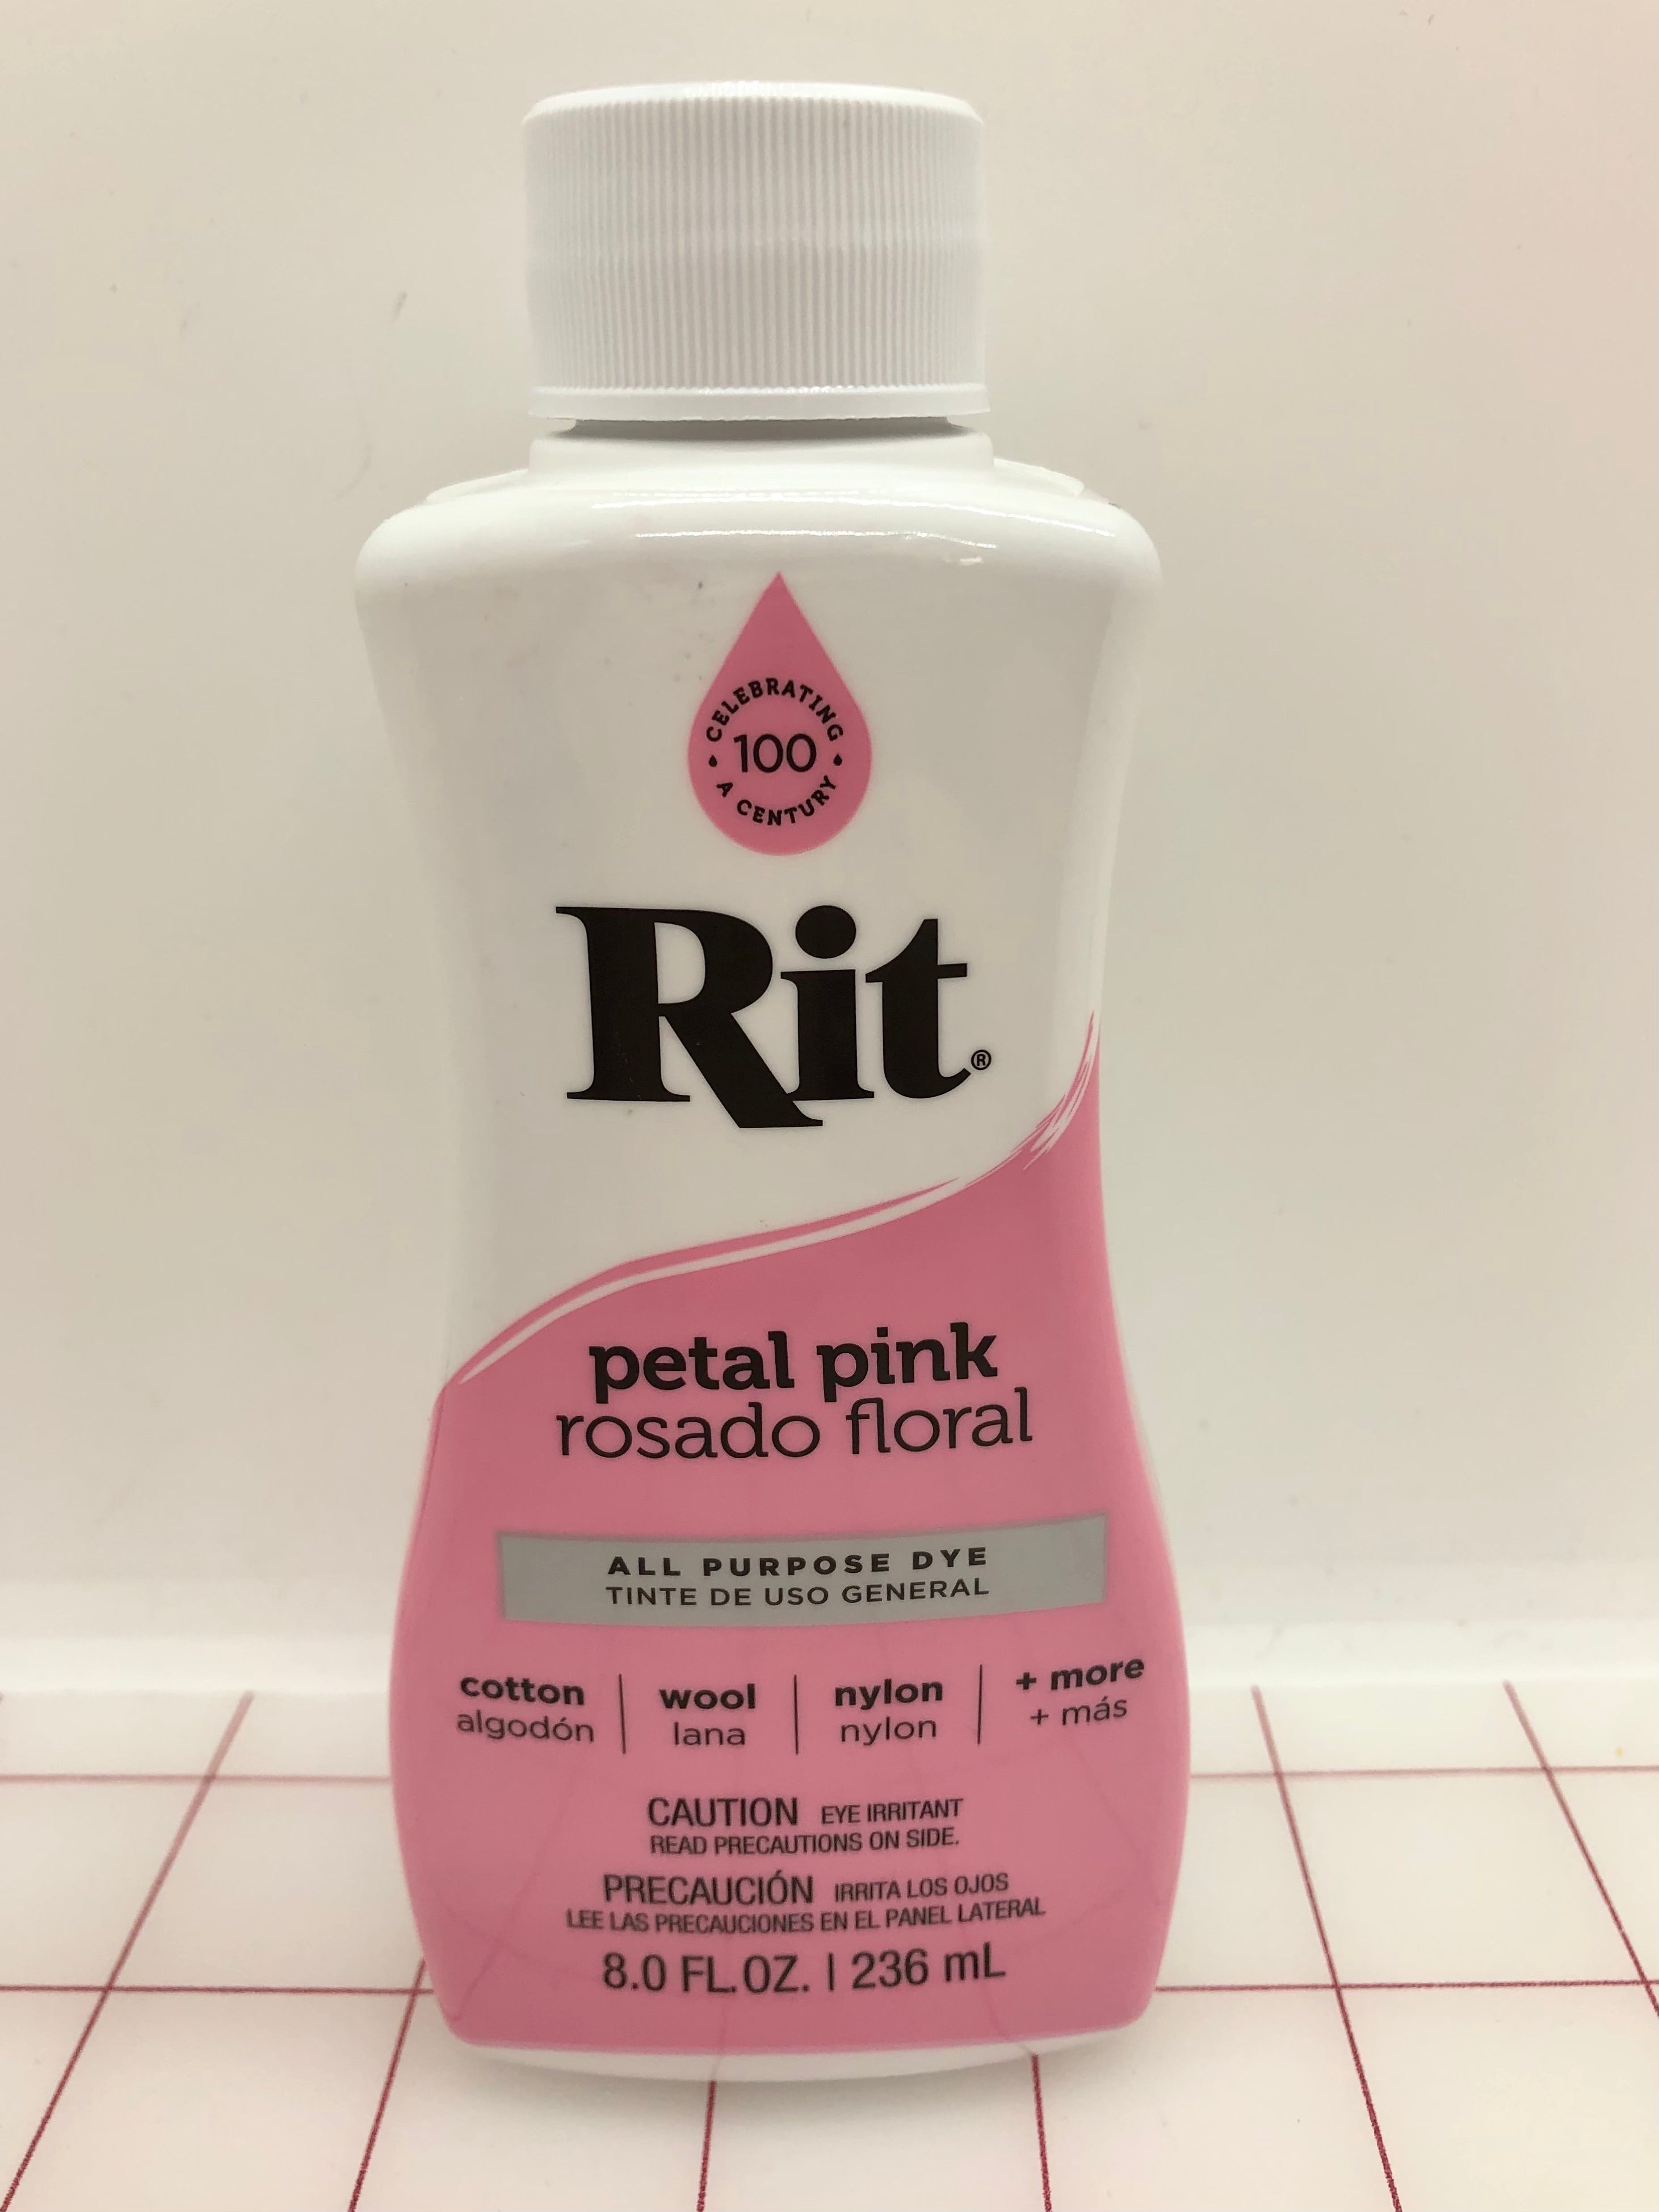 CELEBRATING
100
A CENTURY
Rit®
petal pink
rosado floral
ALL PURPOSE DYE
TINTE DE USO GENERAL
cotton | wool | nylon | + more
algodón | lana | nylon | + más
CAUTION EYE IRRITANT
READ PRECAUTIONS ON SIDE.
PRECAUCIÓN IRRITA LOS OJOS
LEE LAS PRECAUCIONES EN EL PANEL LATERAL
8.0 FL.OZ. | 236 mL